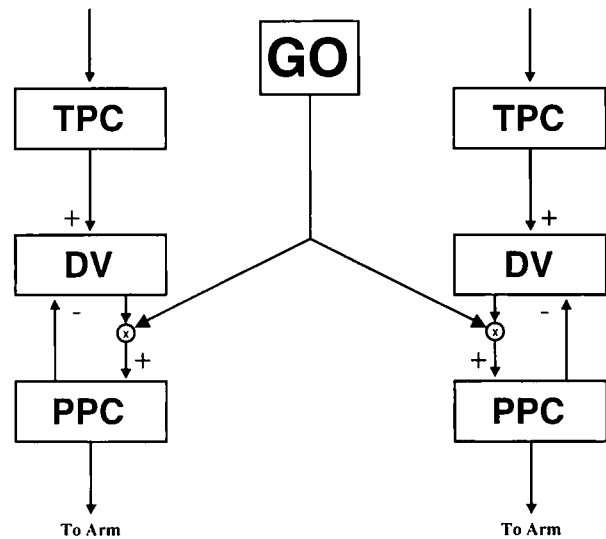 GO
TPC
TPC
+
+
DV
DV
-
x
+
x
-
+
PPC
PPC
To Arm
To Arm